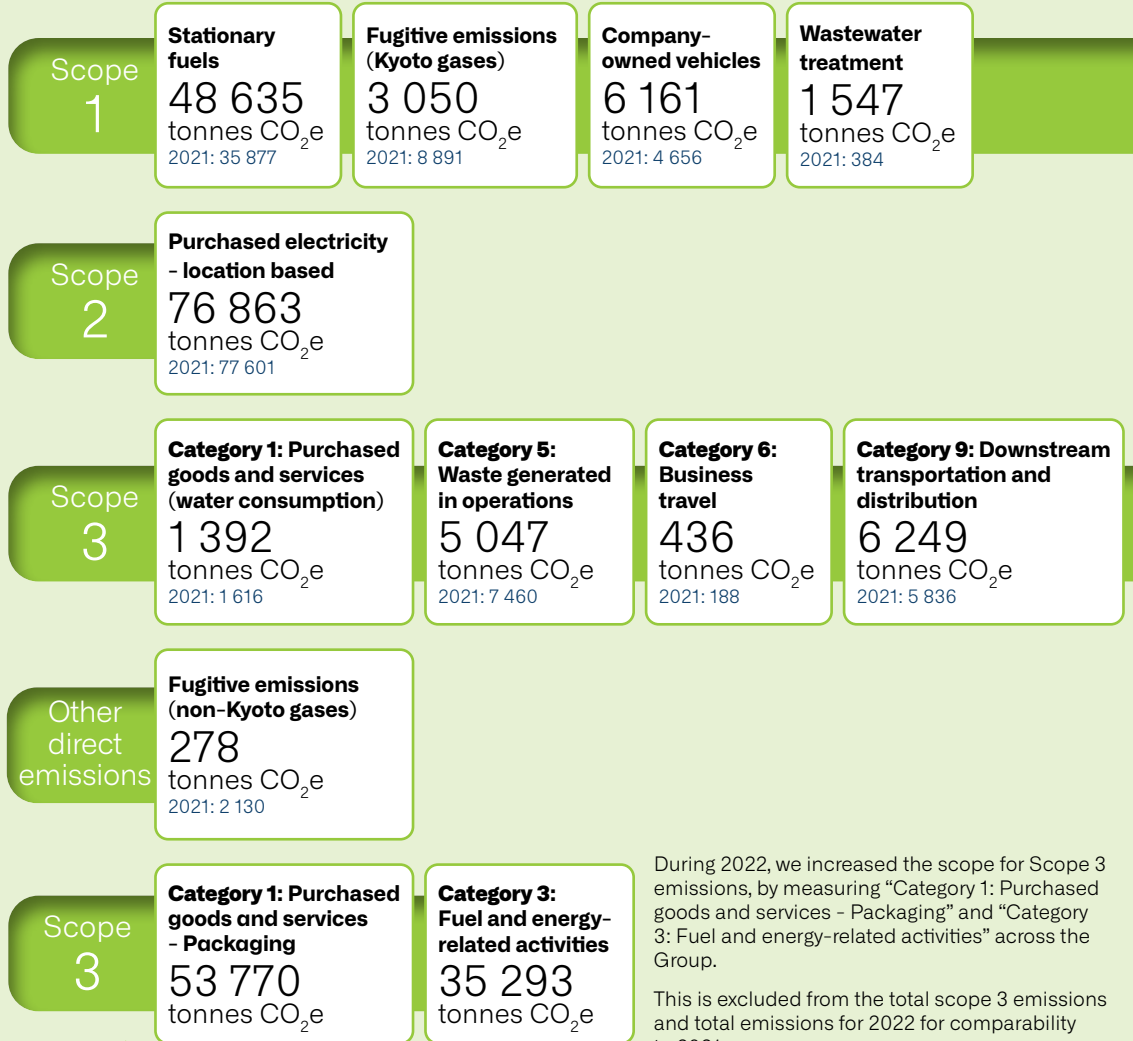 Scope
1
Stationary
fuels
48 635
tonnes CO₂e
2021: 35 877
Fugitive emissions
(Kyoto gases)
3 050
tonnes CO₂e
2021: 8 891
Company-
owned vehicles
6 161
tonnes CO₂e
2021: 4 656
Wastewater
treatment
1 547
tonnes CO₂e
2021: 384
Scope
2
Purchased electricity
- location based
76 863
tonnes CO₂e
2021: 77 601
Scope
3
Category 1: Purchased
goods and services
(water consumption)
1 392
tonnes CO₂e
2021: 1 616
Category 5:
Waste generated
in operations
5 047
tonnes CO₂e
2021: 7 460
Category 6:
Business
travel
436
tonnes CO₂e
2021: 188
Category 9: Downstream
transportation and
distribution
6 249
tonnes CO₂e
2021: 5 836
Other
direct
emissions
Fugitive emissions
(non-Kyoto gases)
278
tonnes CO₂e
2021: 2 130
Scope
3
Category 1: Purchased
goods and services
- Packaging
53 770
tonnes CO₂e
Category 3:
Fuel and energy-
related activities
35 293
tonnes CO₂e
During 2022, we increased the scope for Scope 3
emissions, by measuring “Category 1: Purchased
goods and services - Packaging” and “Category
3: Fuel and energy-related activities” across the
Group.
This is excluded from the total scope 3 emissions
and total emissions for 2022 for comparability